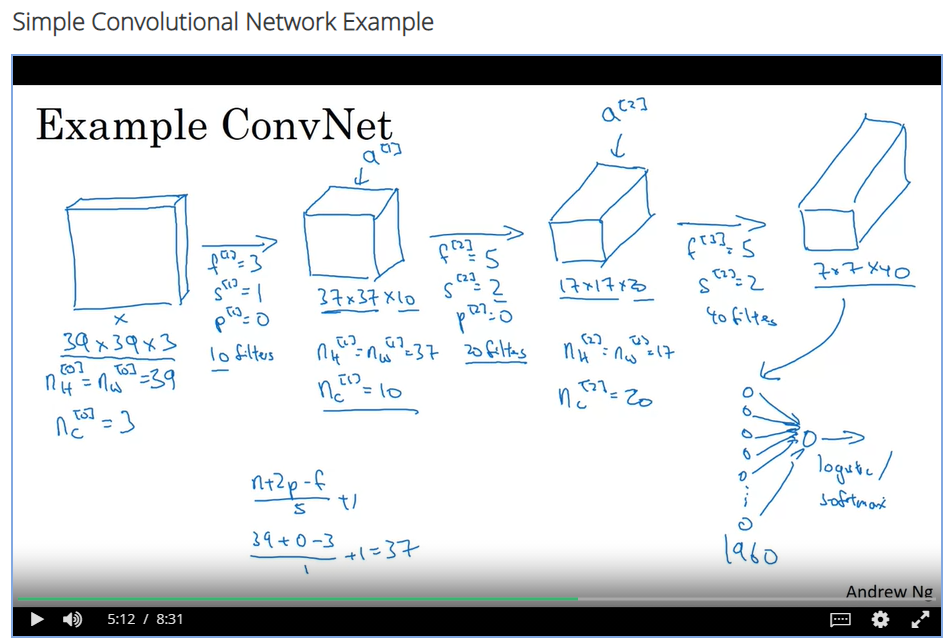 Simple Convolutional Network Example
Example ConvNet
a^[1]
a^[2]
f^[1]=3
s^[1]=1
p^[1]=0
10 filters
f^[2]=5
s^[2]=2
p^[2]=0
20 filters
f^[3]=5
s^[3]=2
40 filters
x
39×39×3
n_H^[0]=n_W^[0]=39
n_C^[0]=3
37×37×10
n_H^[1]=n_W^[1]=37
n_C^[1]=10
17×17×20
n_H^[2]=n_W^[2]=17
n_C^[2]=20
7×7×40
logistic/
softmax
1960
n+2p-f
s
+1
39+0-3
1
+1=37
Andrew Ng
5:12 / 8:31